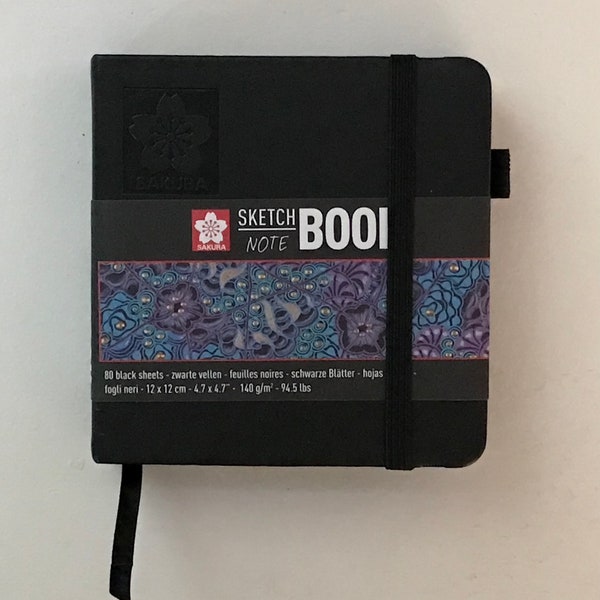 SAKURA
SKETCH
NOTE
BOO
SAKURA
80 black sheets - zwarte vellen - feuilles noires - schwarze Blätter - hojas
fogli neri - 12 x 12 cm - 4.7 x 4.7" - 140 g/m² - 94.5 lbs